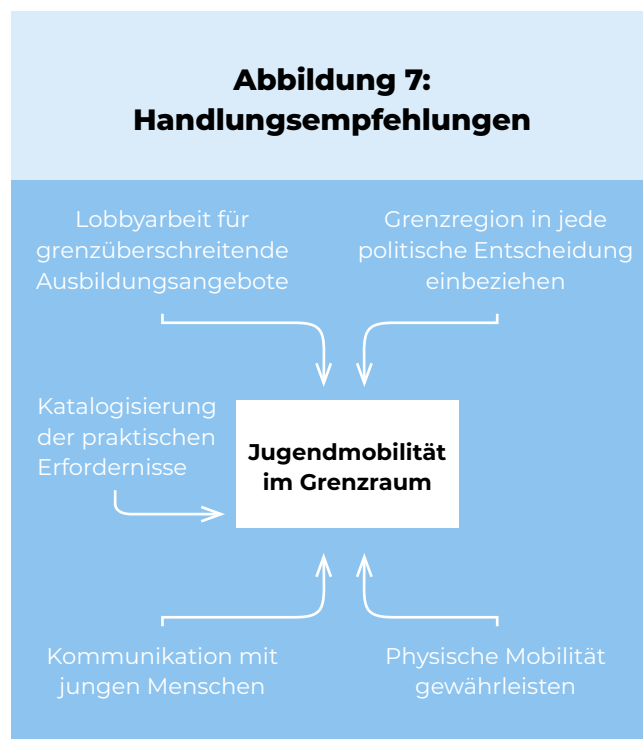 Abbildung 7:
Handlungsempfehlungen
Lobbyarbeit für
grenzüberschreitende
Ausbildungsangebote
Grenzregion in jede
politische Entscheidung
einbeziehen
Katalogisierung
der praktischen
Erfordernisse
Jugendmobilität
im Grenzraum
Kommunikation mit
jungen Menschen
Physische Mobilität
gewährleisten